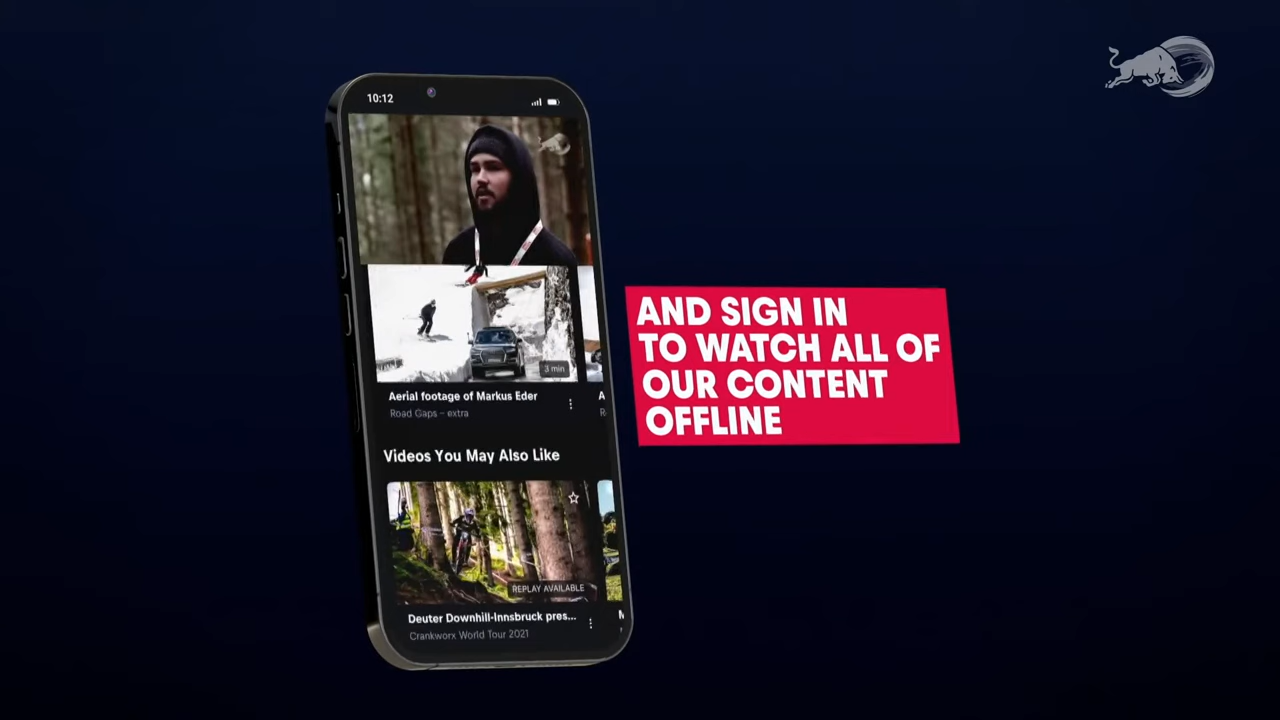 10:12
3 min
Aerial footage of Markus Eder
Road Gaps – extra
Videos You May Also Like
REPLAY AVAILABLE
Deuter Downhill-Innsbruck pres...
Crankworx World Tour 2021
AND SIGN IN
TO WATCH ALL OF
OUR CONTENT
OFFLINE